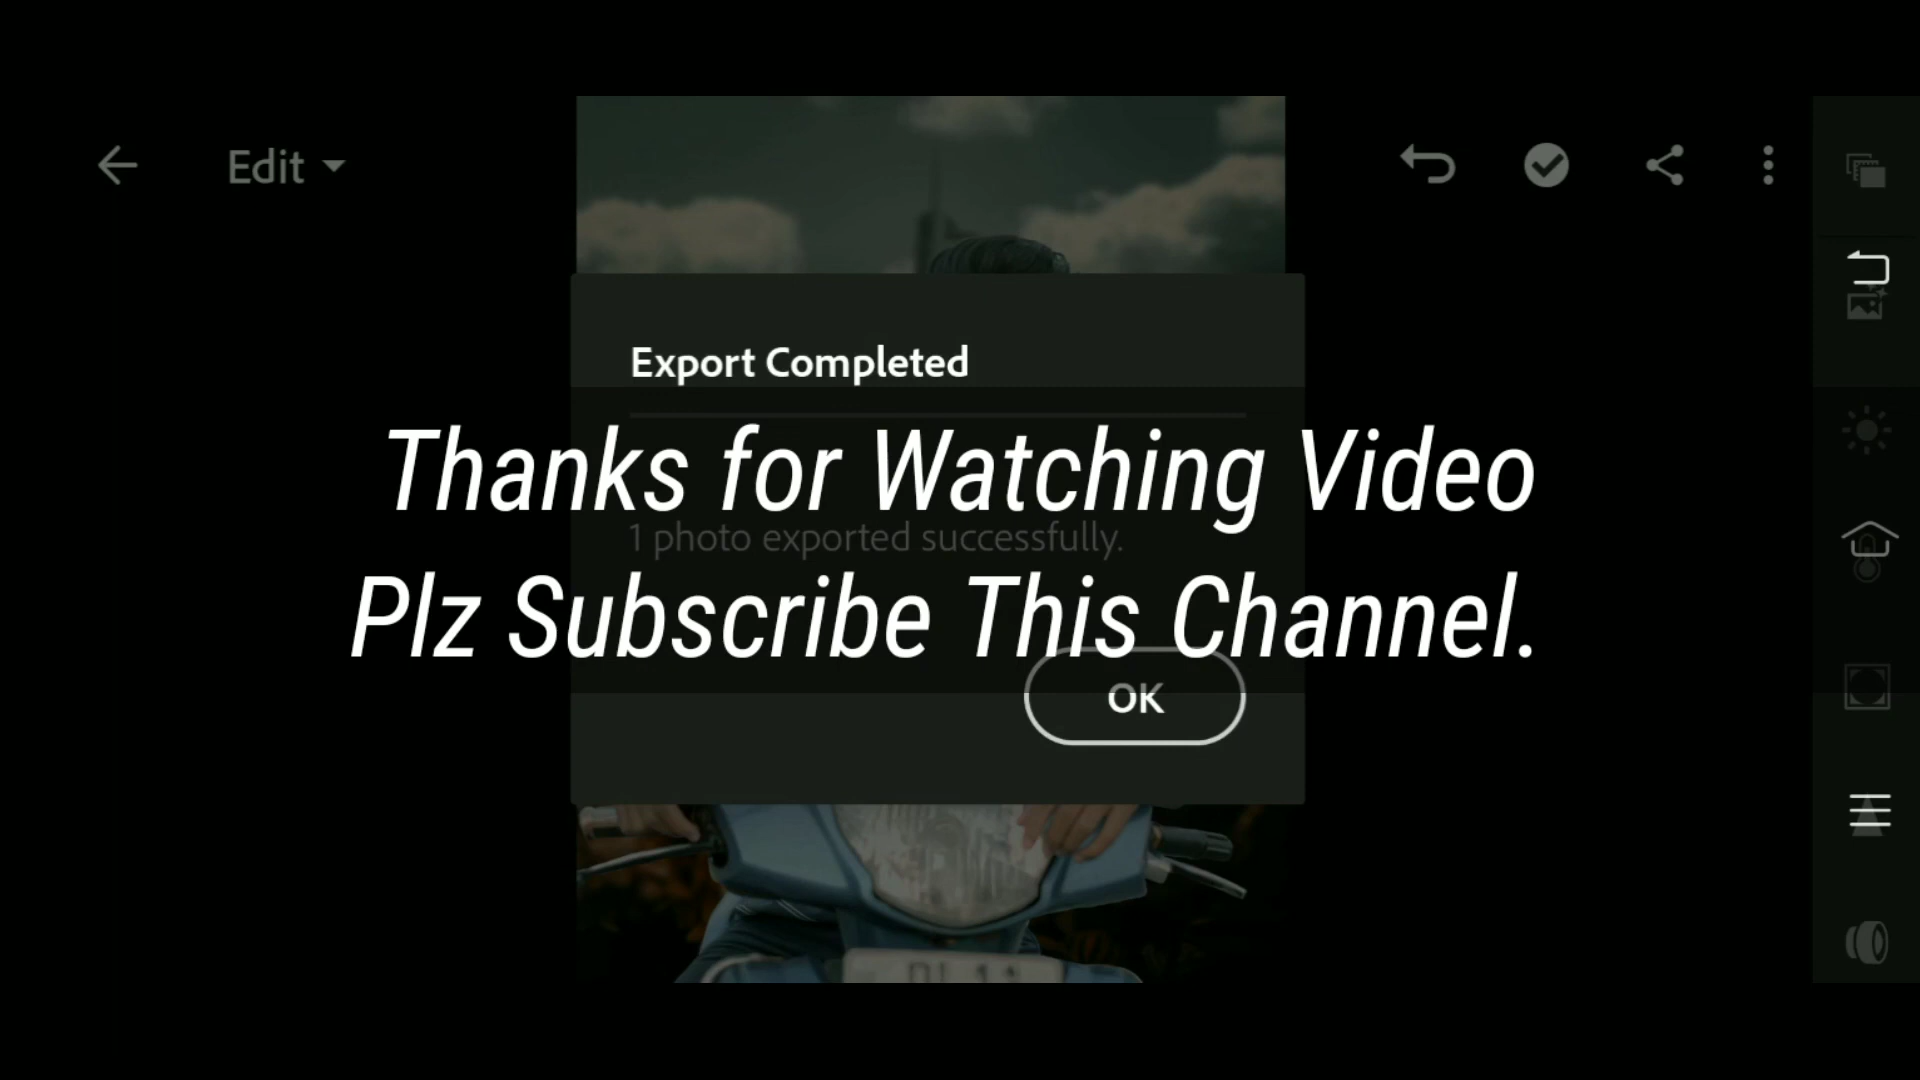 Edit
Export Completed
Thanks for Watching Video
1 photo exported successfully.
Plz Subscribe This Channel.
OK